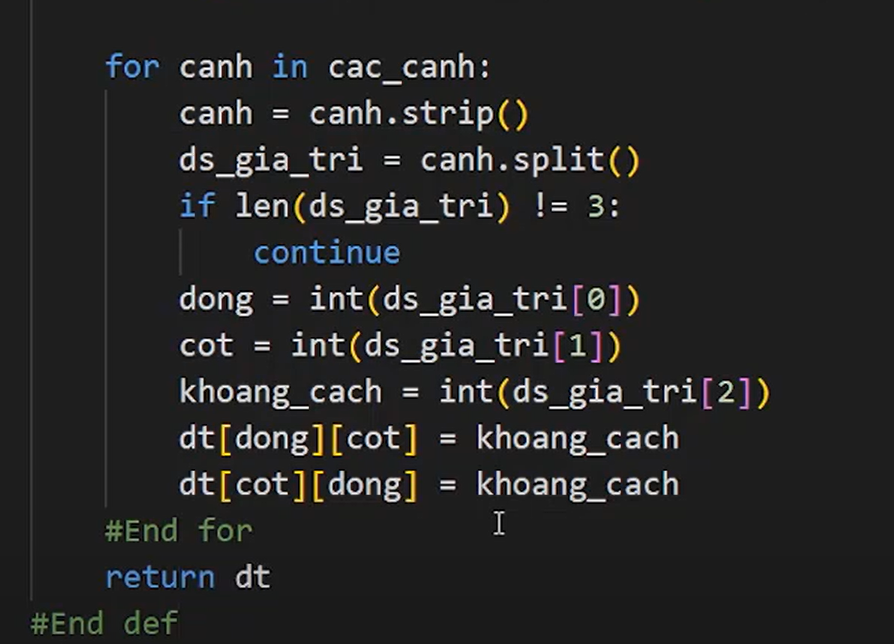 for canh in cac_canh:
canh = canh.strip()
ds_gia_tri = canh.split()
if len(ds_gia_tri) != 3:
continue
dong = int(ds_gia_tri[0])
cot = int(ds_gia_tri[1])
khoang_cach = int(ds_gia_tri[2])
dt[dong][cot] = khoang_cach
dt[cot][dong] = khoang_cach
#End for
return dt
#End def